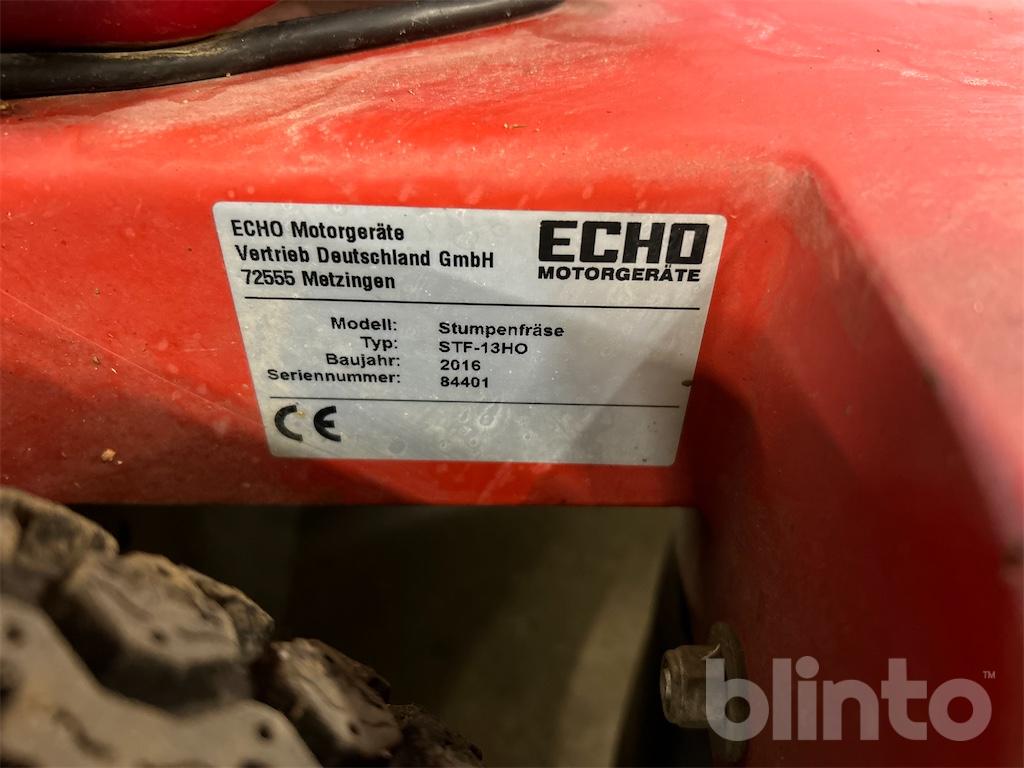 ECHO Motorgeräte
Vertrieb Deutschland GmbH
72555 Metzingen
ECHO
MOTORGERÄTE
Modell: Stumpenfräse
Typ: STF-13HO
Baujahr: 2016
Seriennummer: 84401
CE
blinto™